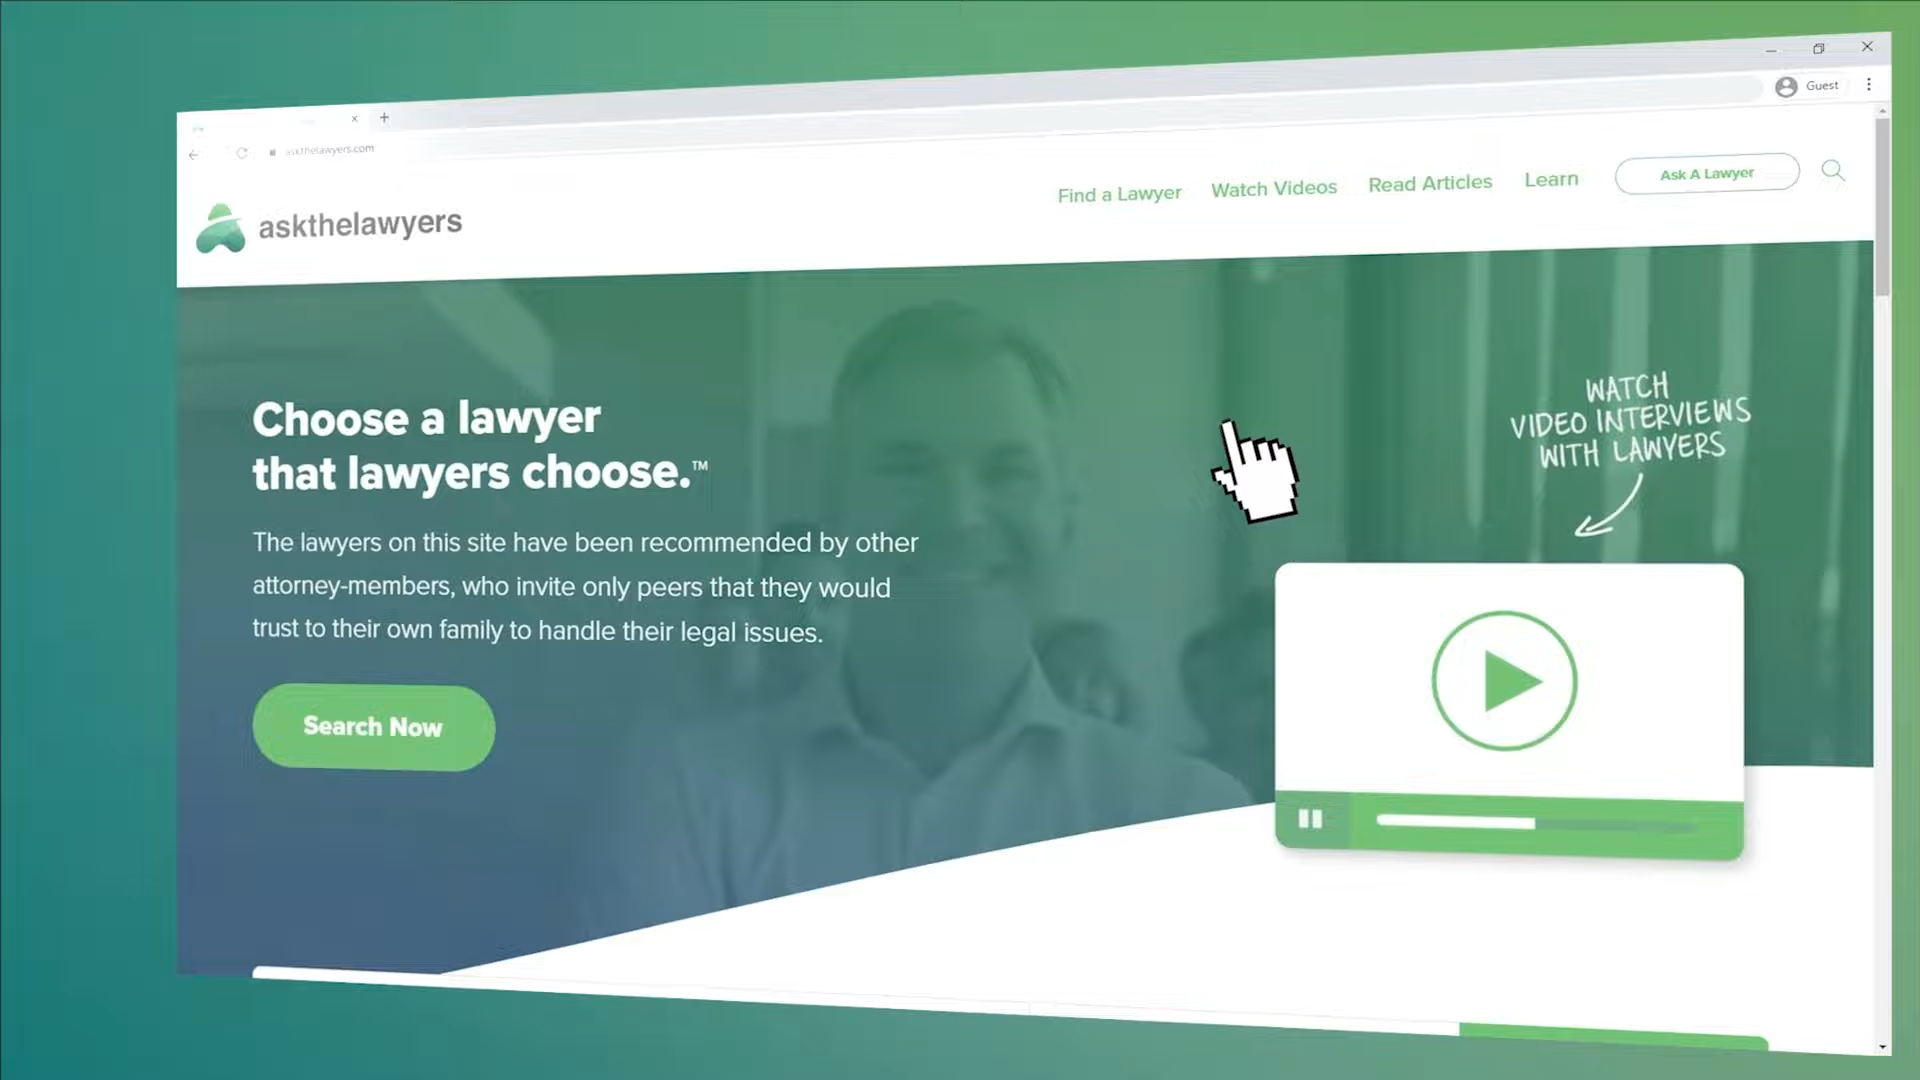 Guest
askthelawyers.com
askthelawyers
Find a Lawyer
Watch Videos
Read Articles
Learn
Ask A Lawyer
Choose a lawyer
that lawyers choose.™
The lawyers on this site have been recommended by other
attorney-members, who invite only peers that they would
trust to their own family to handle their legal issues.
Search Now
WATCH
VIDEO INTERVIEWS
WITH LAWYERS